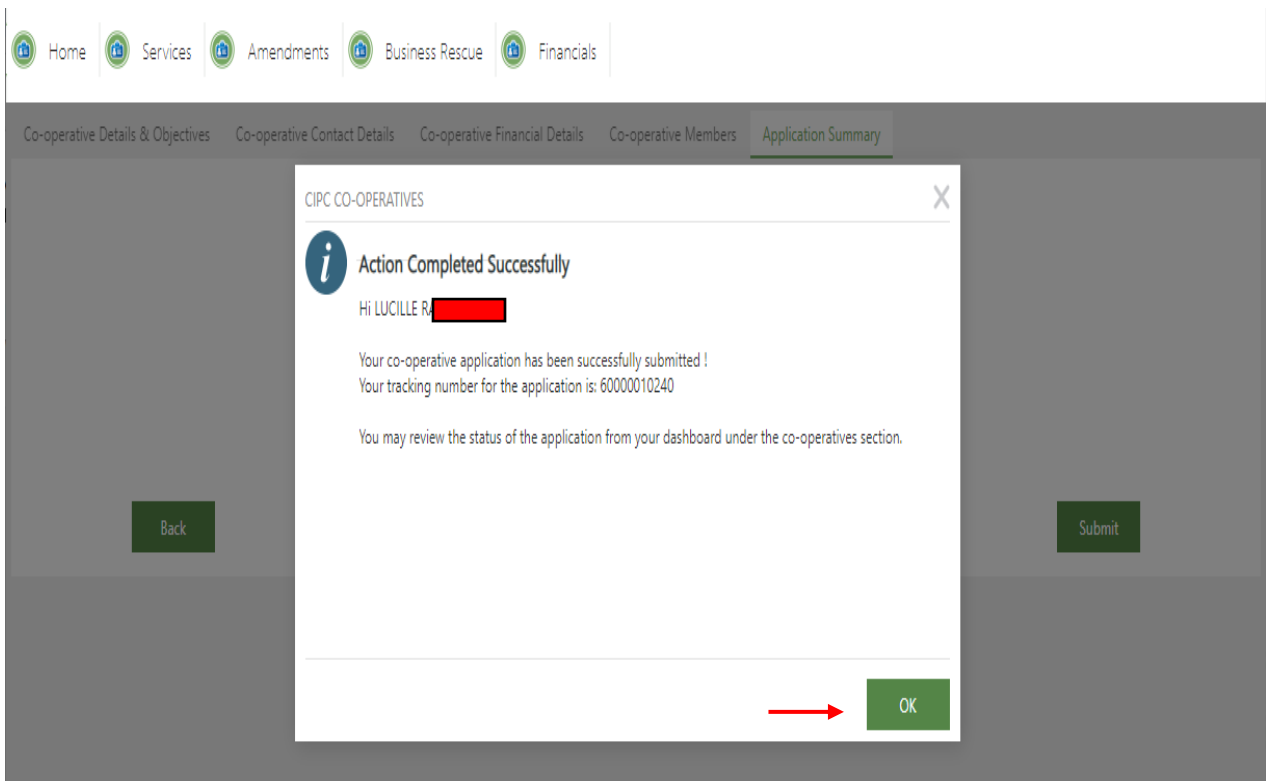 Home Services Amendments Business Rescue Financials
Co-operative Details & Objectives Co-operative Contact Details Co-operative Financial Details Co-operative Members Application Summary
CIPC CO-OPERATIVES X
i
Action Completed Successfully
Hi LUCILLE
Your co-operative application has been successfully submitted !
Your tracking number for the application is: 60000010240
You may review the status of the application from your dashboard under the co-operatives section.
Back Submit
OK